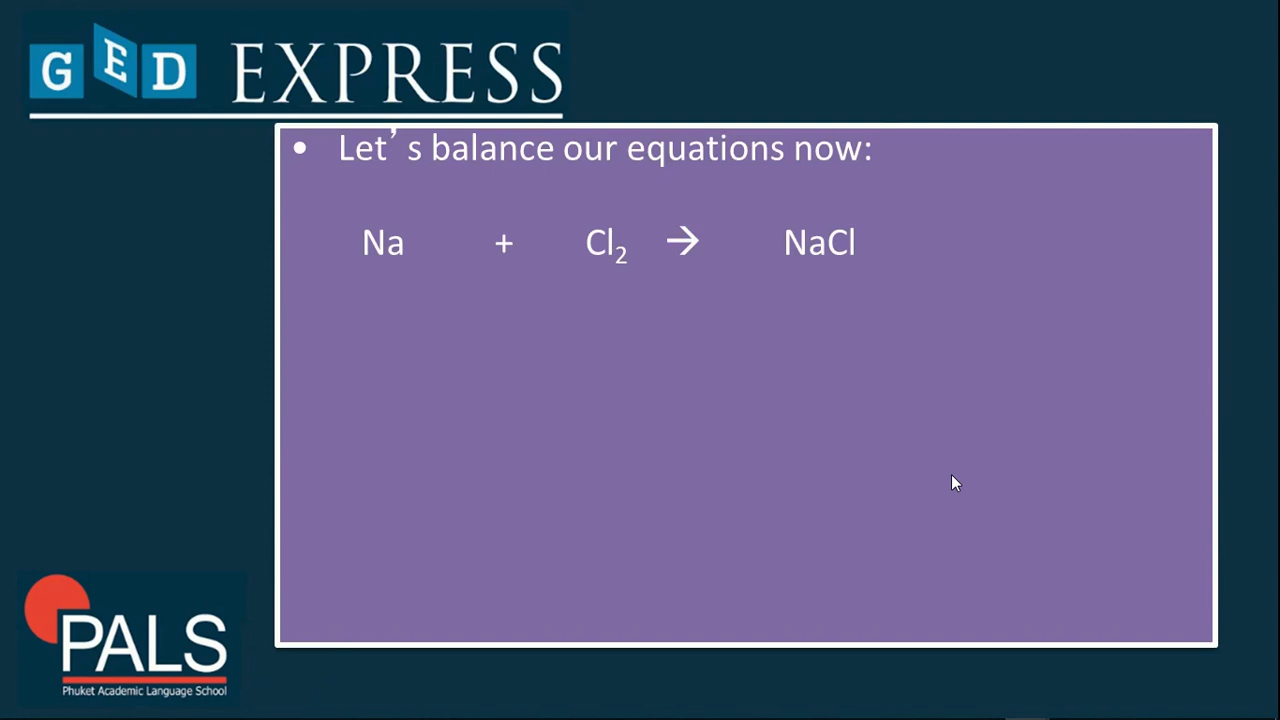 GED EXPRESS
• Let’s balance our equations now:
Na + Cl₂ → NaCl
PALS
Phuket Academic Language School